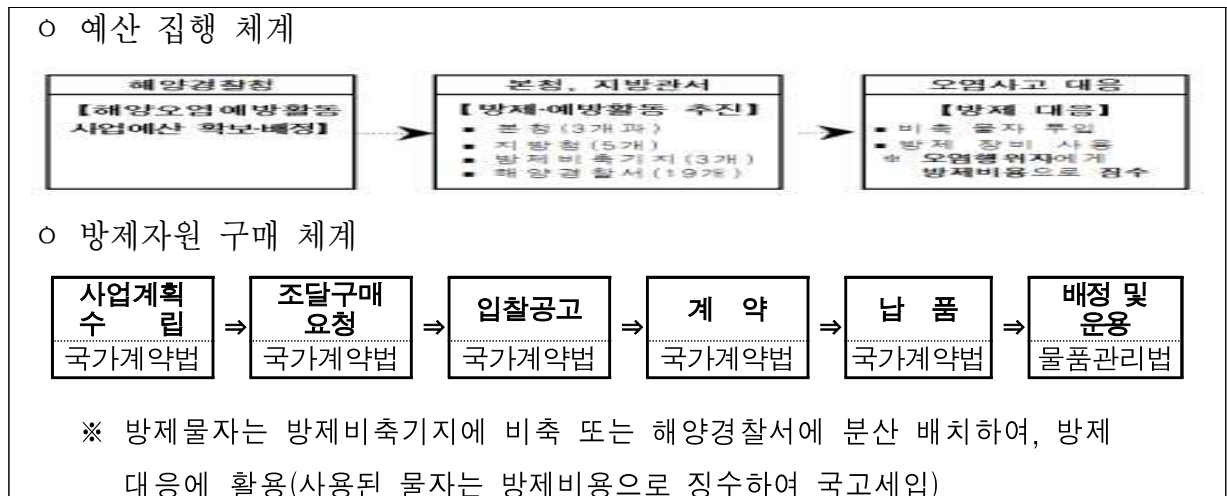 ㅇ 예산 집행 체계
해양경찰청
【해양오염예방활동
사업예산 확보·배정】
본청, 지방관서
【방제·예방활동 추진】
▪ 본청(3개과)
▪ 지방청(5개)
▪ 방제비축기지(3개)
▪ 해양경찰서(19개)
오염사고 대응
【방제 대응】
▪ 비축 물자 투입
▪ 방제 장비 사용
※ 오염행위자에게
방제비용으로 징수
ㅇ 방제자원 구매 체계
사업계획
수 립
국가계약법
⇒
조달구매
요청
국가계약법
⇒
입찰공고
국가계약법
⇒
계 약
국가계약법
⇒
납 품
국가계약법
⇒
배정 및
운용
물품관리법
※ 방제물자는 방제비축기지에 비축 또는 해양경찰서에 분산 배치하여, 방제
대응에 활용(사용된 물자는 방제비용으로 징수하여 국고세입)